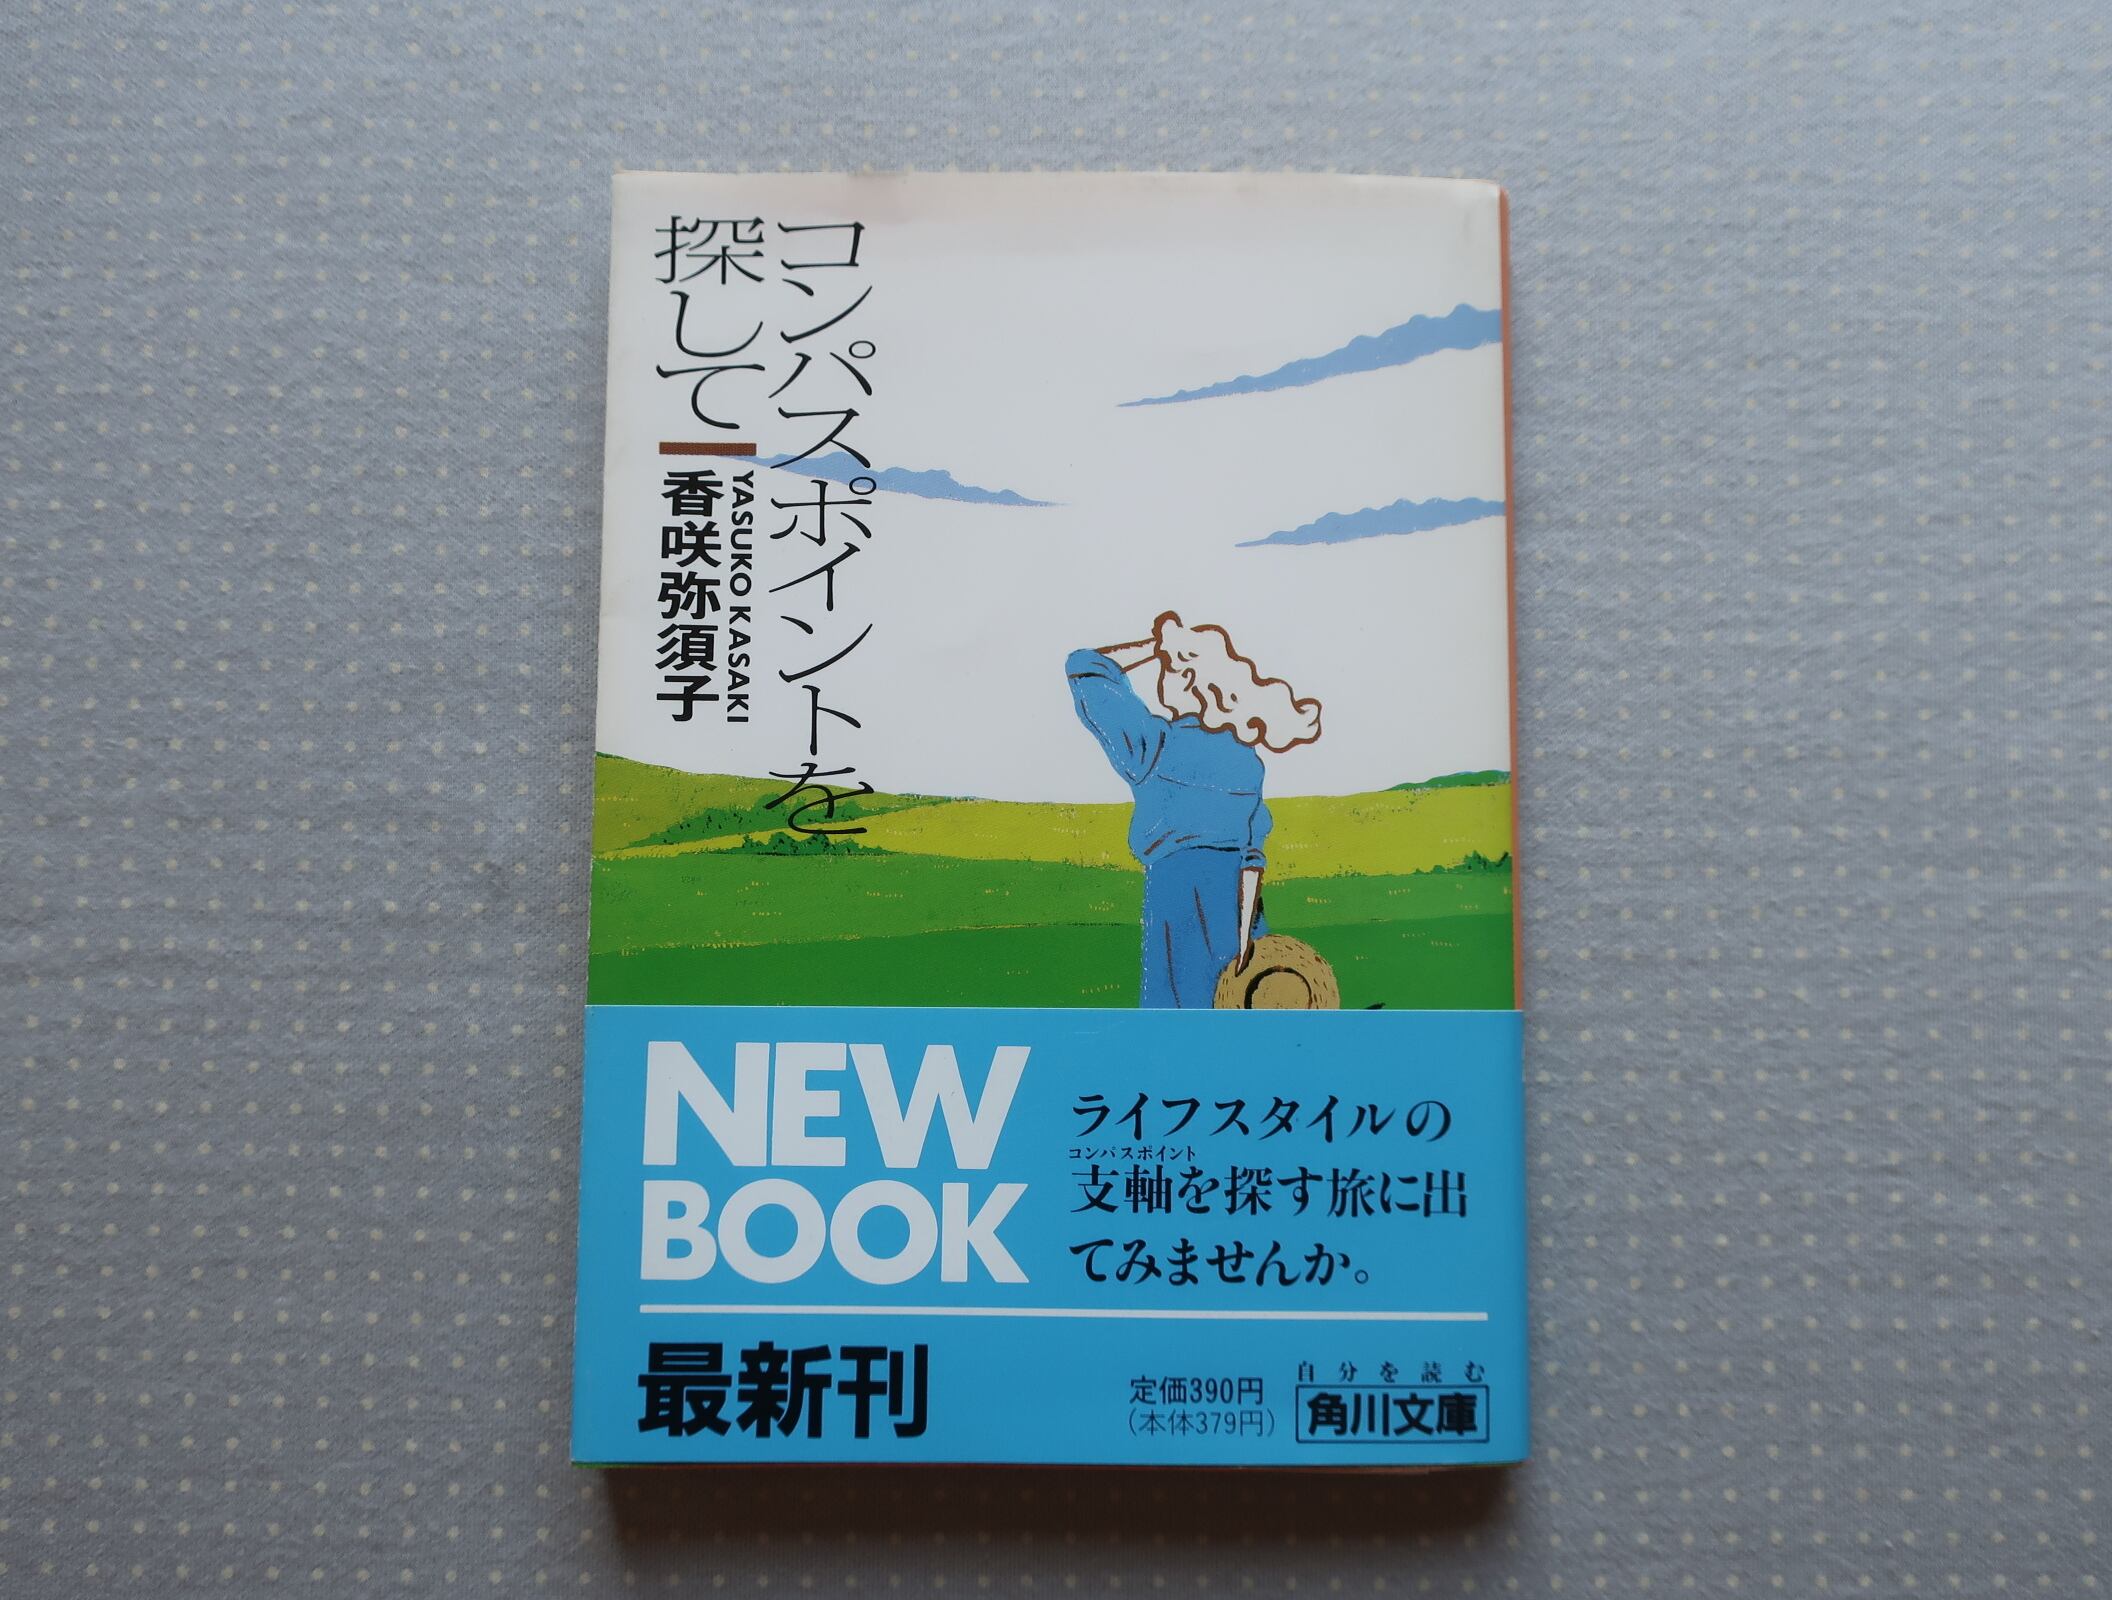 コンパスポイントを
探して
YASUKO KASAKI
香咲弥須子
NEW
BOOK
ライフスタイルの
コンパスポイント
支軸を探す旅に出
てみませんか。
最新刊
定価390円
(本体379円)
自分を読む
角川文庫